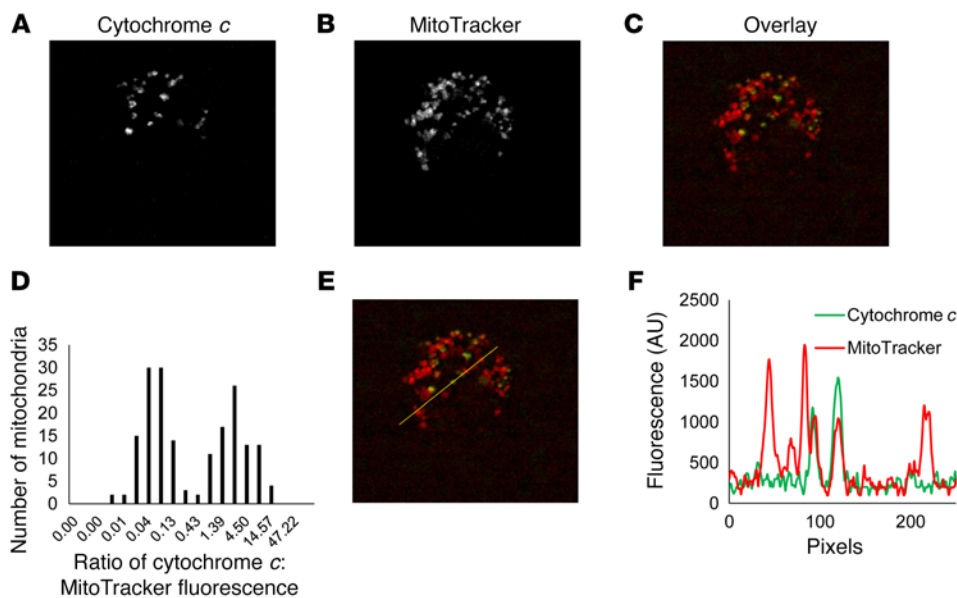 A Cytochrome c
B MitoTracker
C Overlay
D
Number of mitochondria
35
30
25
20
15
10
5
0
0.00 0.00 0.01 0.04 0.13 0.43 1.39 4.50 14.57 47.22
Ratio of cytochrome c:
MitoTracker fluorescence
E
F
Fluorescence (AU)
2500
2000
1500
1000
500
0
Cytochrome c
MitoTracker
0 100 200
Pixels